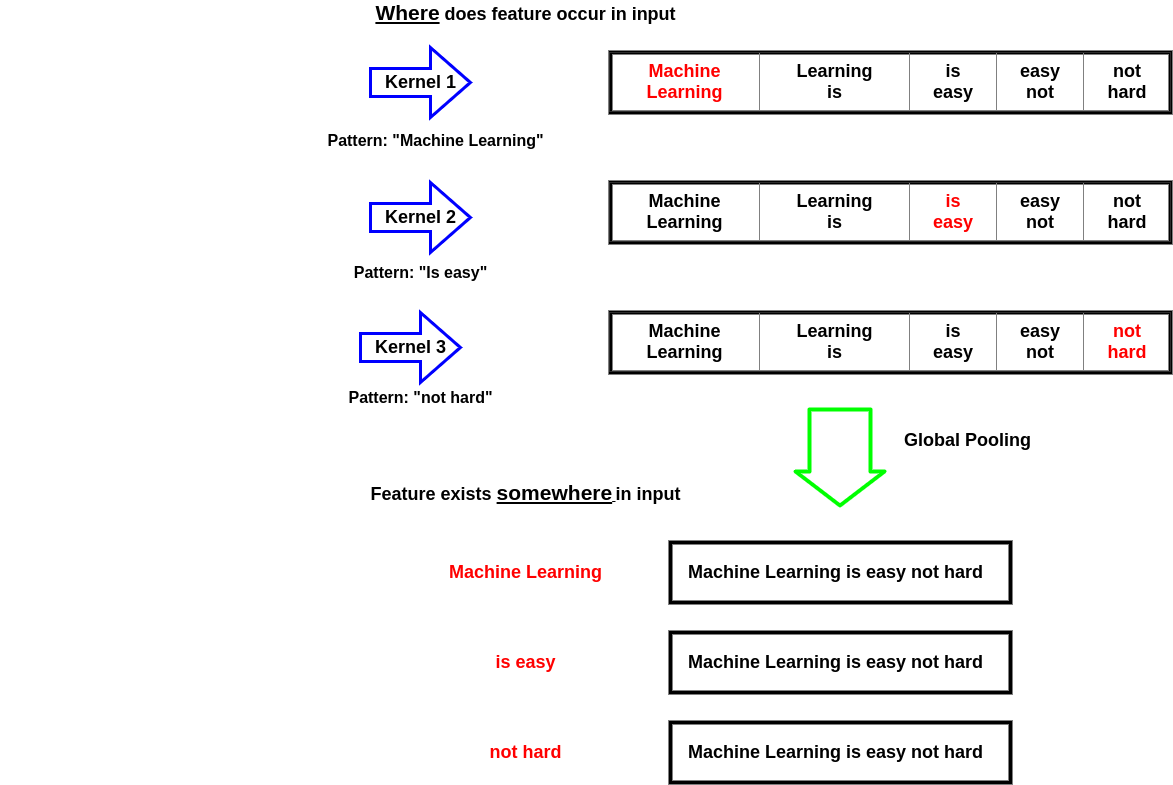 Where does feature occur in input
Kernel 1
Machine Learning is easy not
Learning is easy not hard
Pattern: "Machine Learning"
Kernel 2
Machine Learning is easy not
Learning is easy not hard
Pattern: "Is easy"
Kernel 3
Machine Learning is easy not
Learning is easy not hard
Pattern: "not hard"
Global Pooling
Feature exists somewhere in input
Machine Learning
Machine Learning is easy not hard
is easy
Machine Learning is easy not hard
not hard
Machine Learning is easy not hard